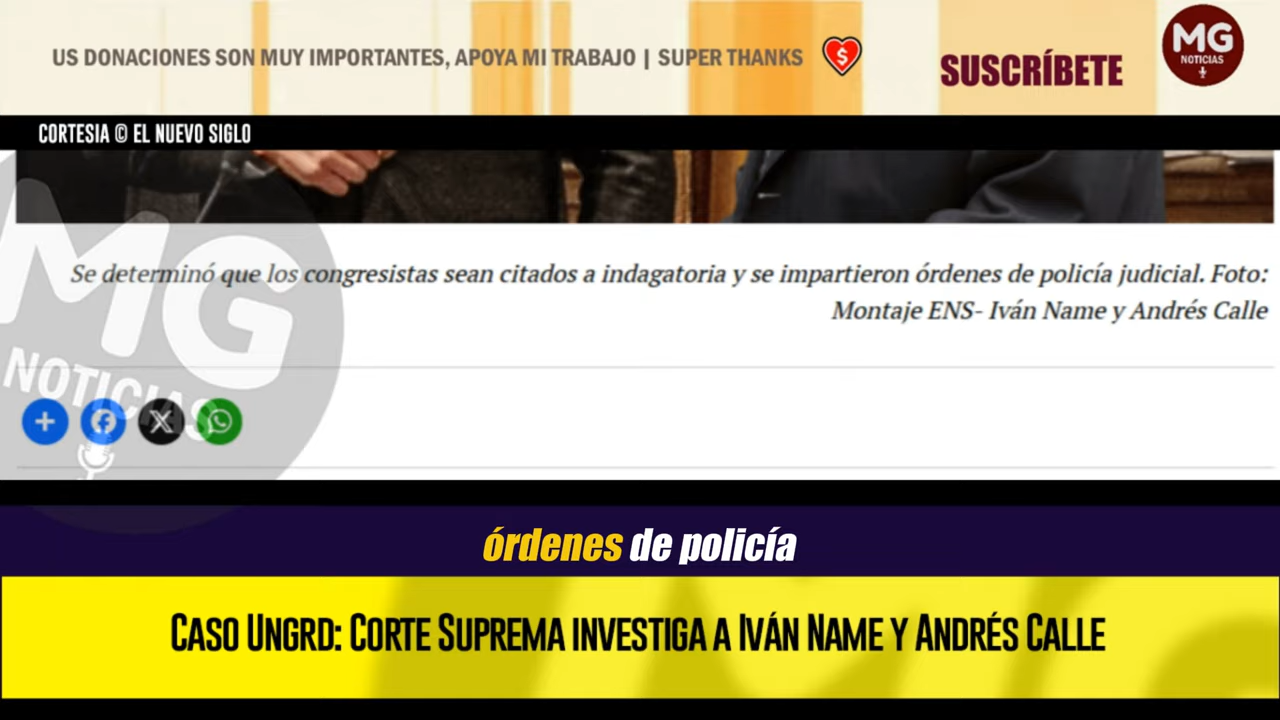 US DONACIONES SON MUY IMPORTANTES, APOYA MI TRABAJO | SUPER THANKS
$
SUSCRÍBETE
MG
NOTICIAS
CORTESIA © EL NUEVO SIGLO
Se determinó que los congresistas sean citados a indagatoria y se impartieron órdenes de policía judicial. Foto:
Montaje ENS- Iván Name y Andrés Calle
MG
NOTICIAS
órdenes de policía
CASO UNGRD: CORTE SUPREMA INVESTIGA A IVÁN NAME Y ANDRÉS CALLE